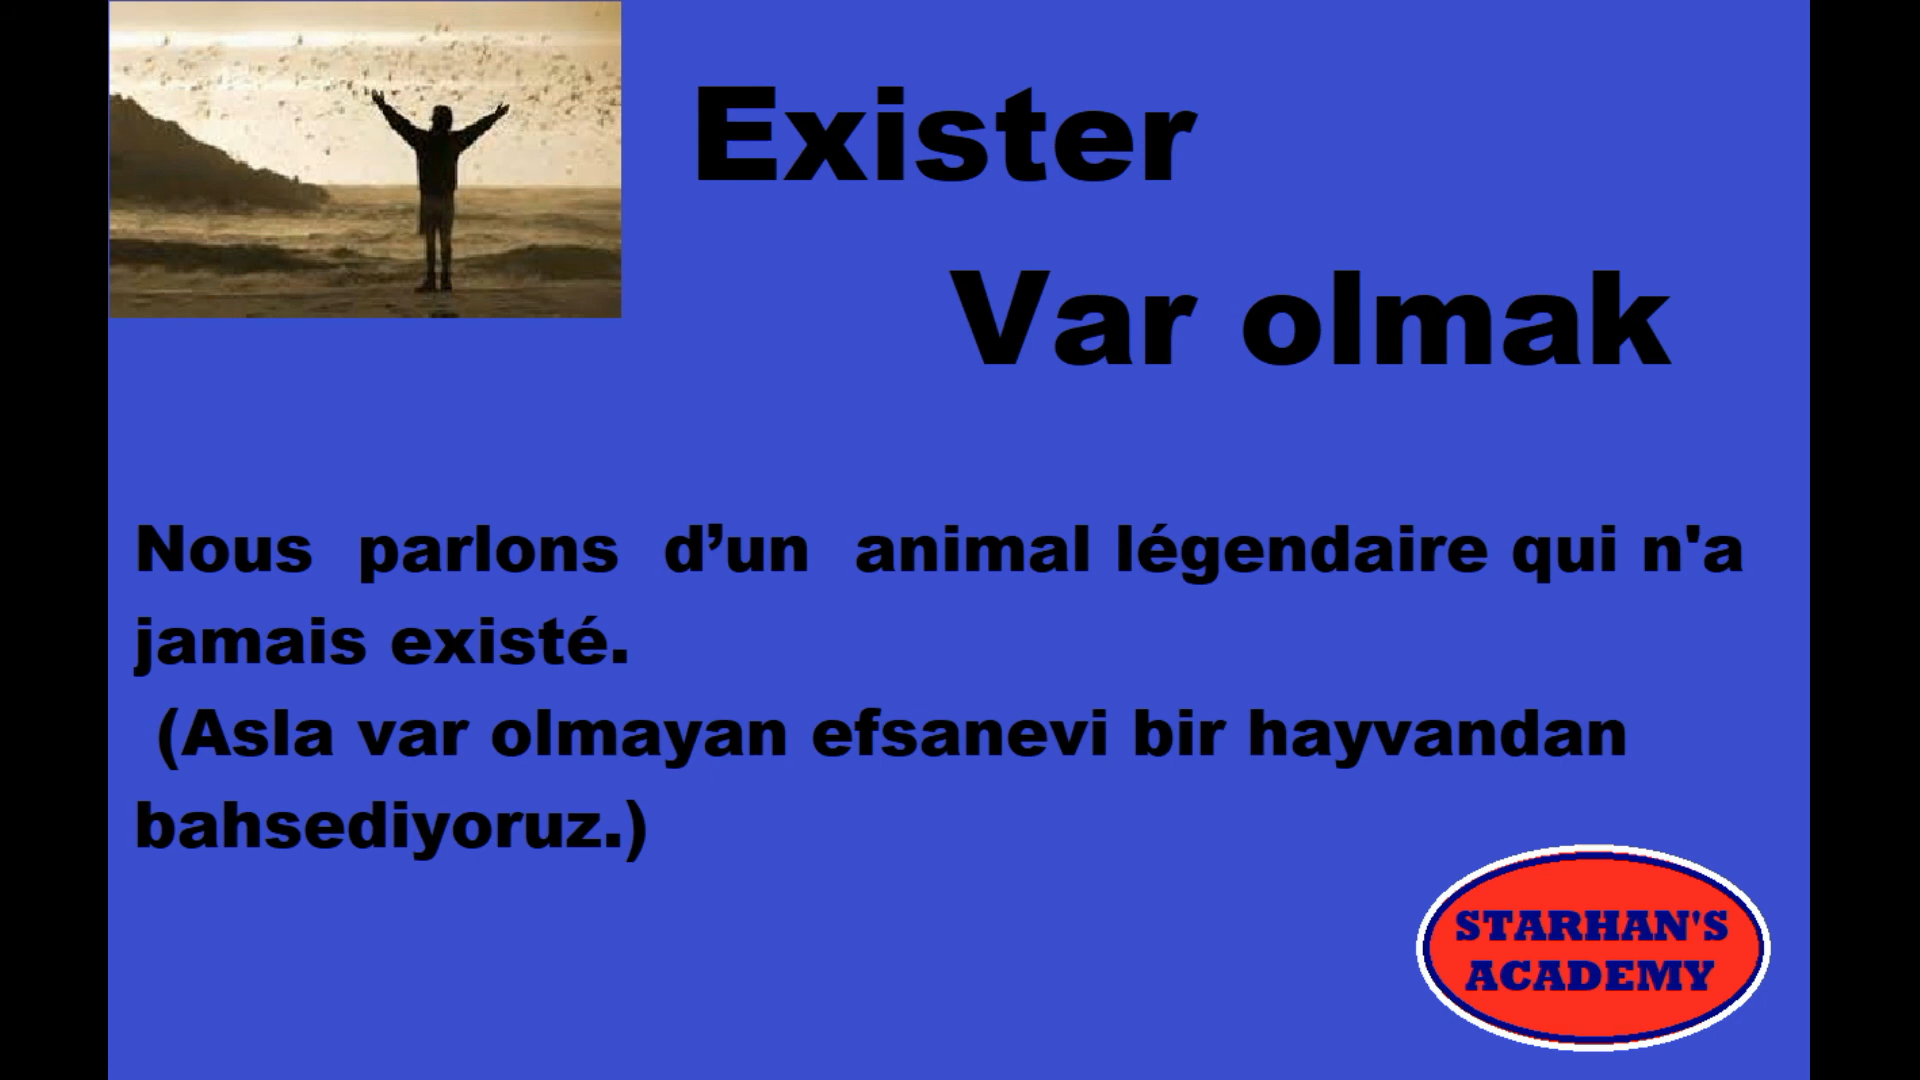 Exister
Var olmak
Nous parlons d’un animal légendaire qui n'a
jamais existé.
(Asla var olmayan efsanevi bir hayvandan
bahsediyoruz.)
STARHAN'S
ACADEMY